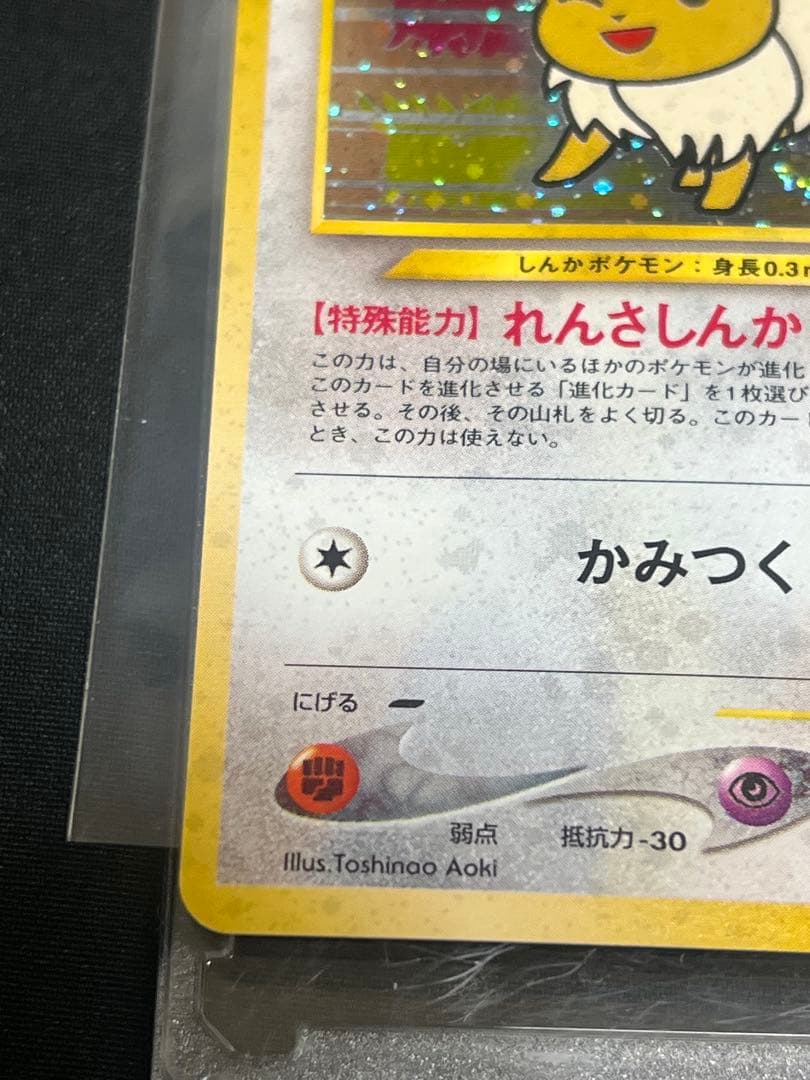 しんかポケモン：身長0.3m
【特殊能力】れんさしんか
この力は、自分の場にいるほかのポケモンが進化
このカードを進化させる「進化カード」を1枚選び
させる。その後、その山札をよく切る。このカード
とき、この力は使えない。
かみつく
にげる
弱点 抵抗力-30
Illus.Toshinao Aoki